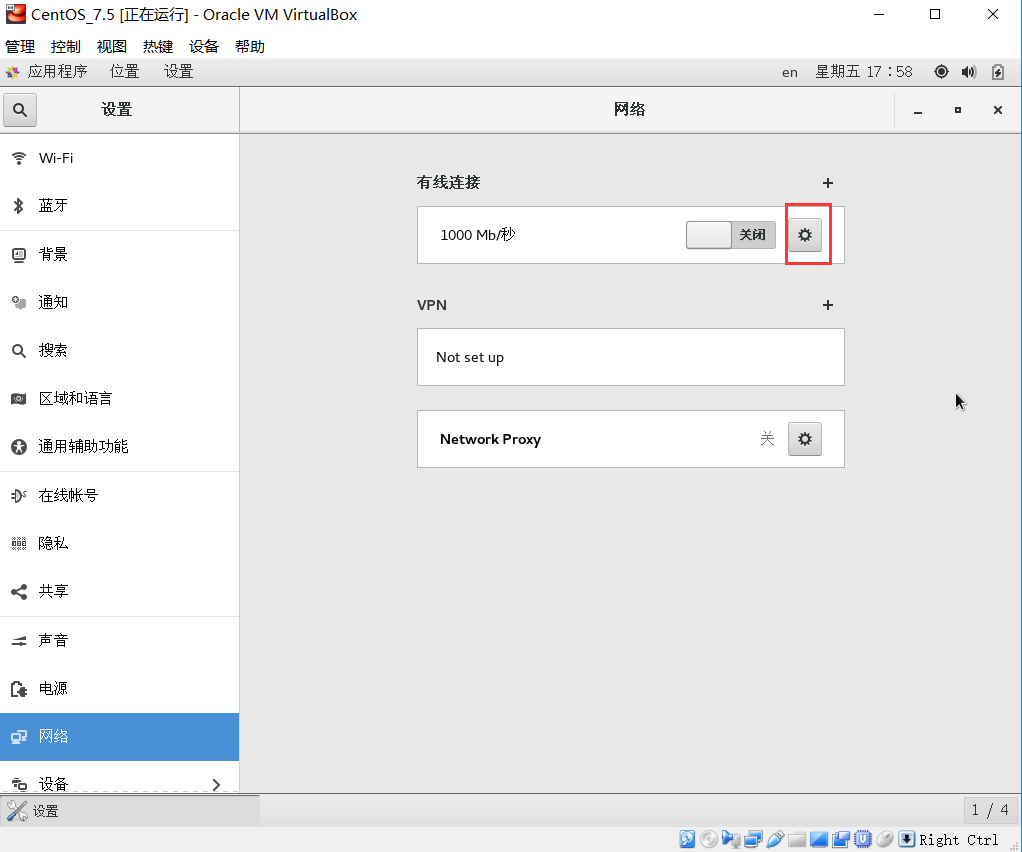 CentOS_7.5 [正在运行] - Oracle VM VirtualBox
管理 控制 视图 热键 设备 帮助
应用程序 位置 设置 en 星期五 17：58
设置 网络
Wi-Fi
蓝牙
背景
通知
搜索
区域和语言
通用辅助功能
在线帐号
隐私
共享
声音
电源
网络
设备
有线连接
1000 Mb/秒 关闭
VPN
Not set up
Network Proxy 关
设置 1 / 4
Right Ctrl